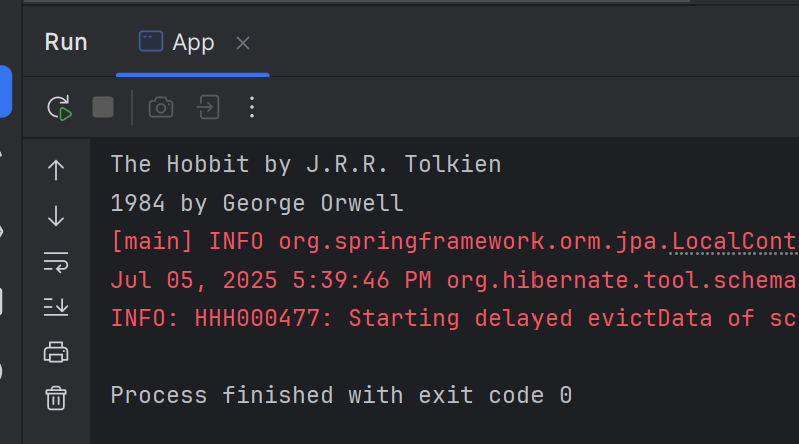 Run App
The Hobbit by J.R.R. Tolkien
1984 by George Orwell
[main] INFO org.springframework.orm.jpa.LocalCont
Jul 05, 2025 5:39:46 PM org.hibernate.tool.schema
INFO: HHH000477: Starting delayed evictData of sc
Process finished with exit code 0